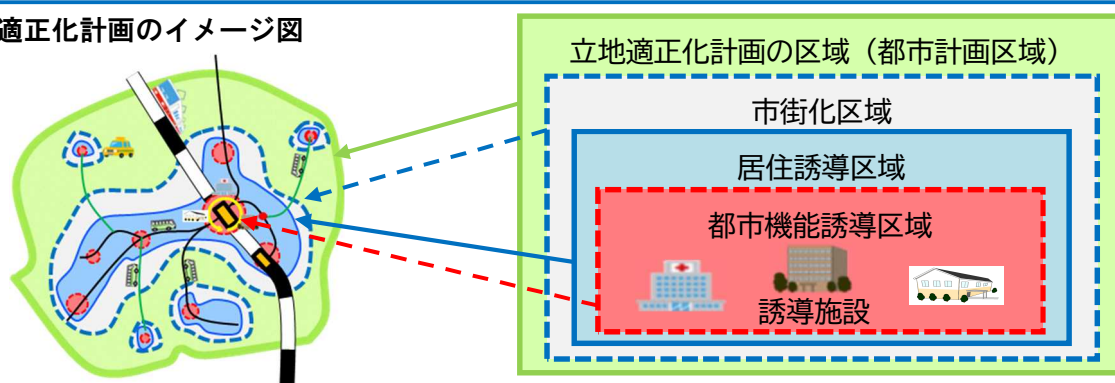 適正化計画のイメージ図
立地適正化計画の区域（都市計画区域）
市街化区域
居住誘導区域
都市機能誘導区域
誘導施設